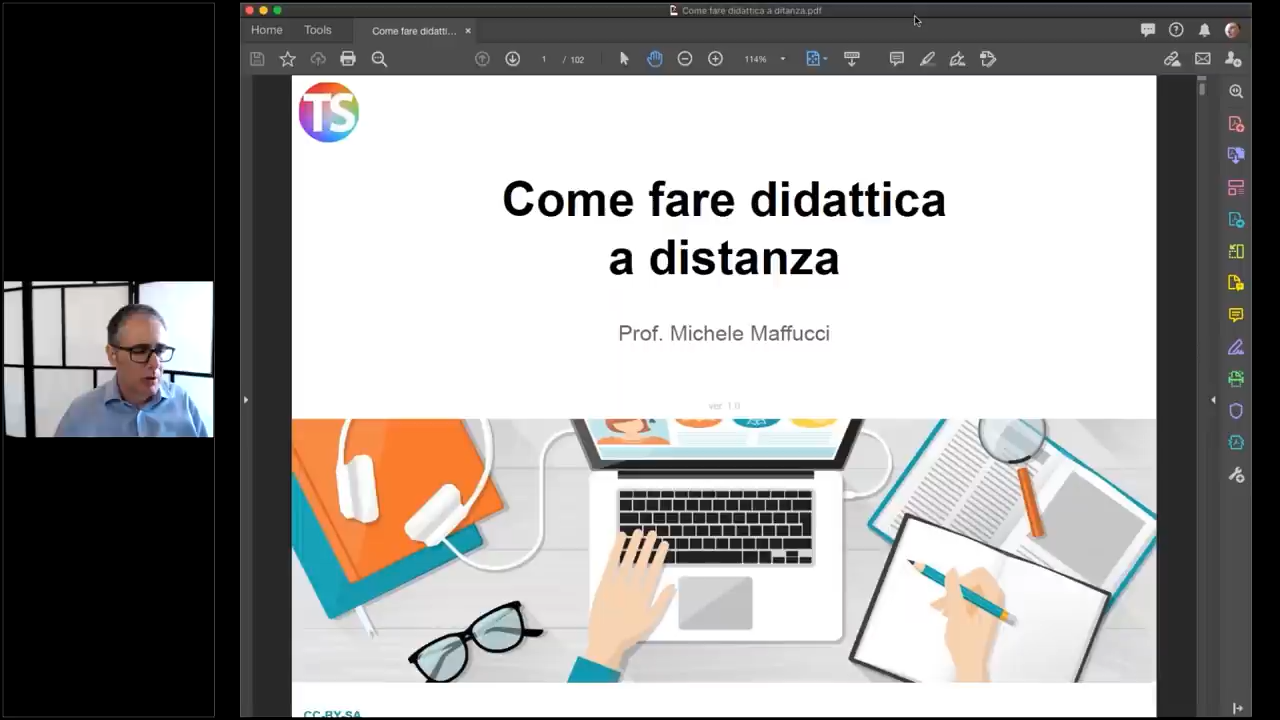 Come fare didattica a ditanza.pdf
Home
Tools
Come fare didatti...
×
1
/ 102
114%
TS
Come fare didattica
a distanza
Prof. Michele Maffucci
ver. 1.0
CC-BY-SA